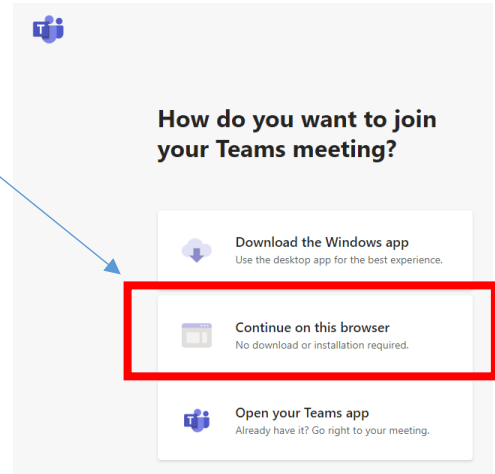 How do you want to join
your Teams meeting?
Download the Windows app
Use the desktop app for the best experience.
Continue on this browser
No download or installation required.
Open your Teams app
Already have it? Go right to your meeting.